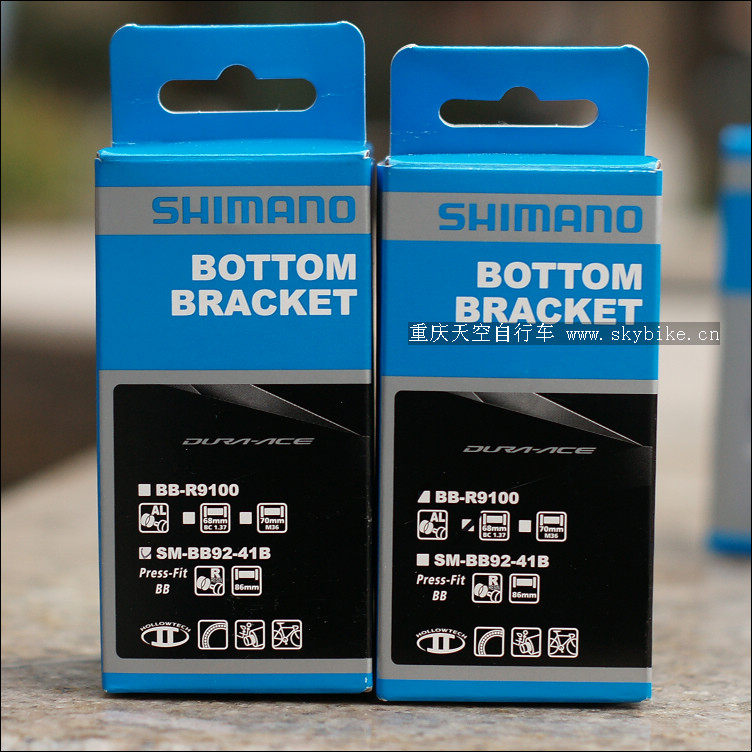 SHIMANO
BOTTOM
BRACKET
DURA-ACE
BB-R9100
AL
68mm
BC 1.37
70mm
M36
SM-BB92-41B
Press-Fit
BB
R
86mm
HOLLOWTECH
II
SHIMANO
BOTTOM
BRACKET
重庆天空自行车 www.skybike.cn
DURA-ACE
BB-R9100
AL
68mm
BC 1.37
70mm
M36
SM-BB92-41B
Press-Fit
BB
R
86mm
HOLLOWTECH
II